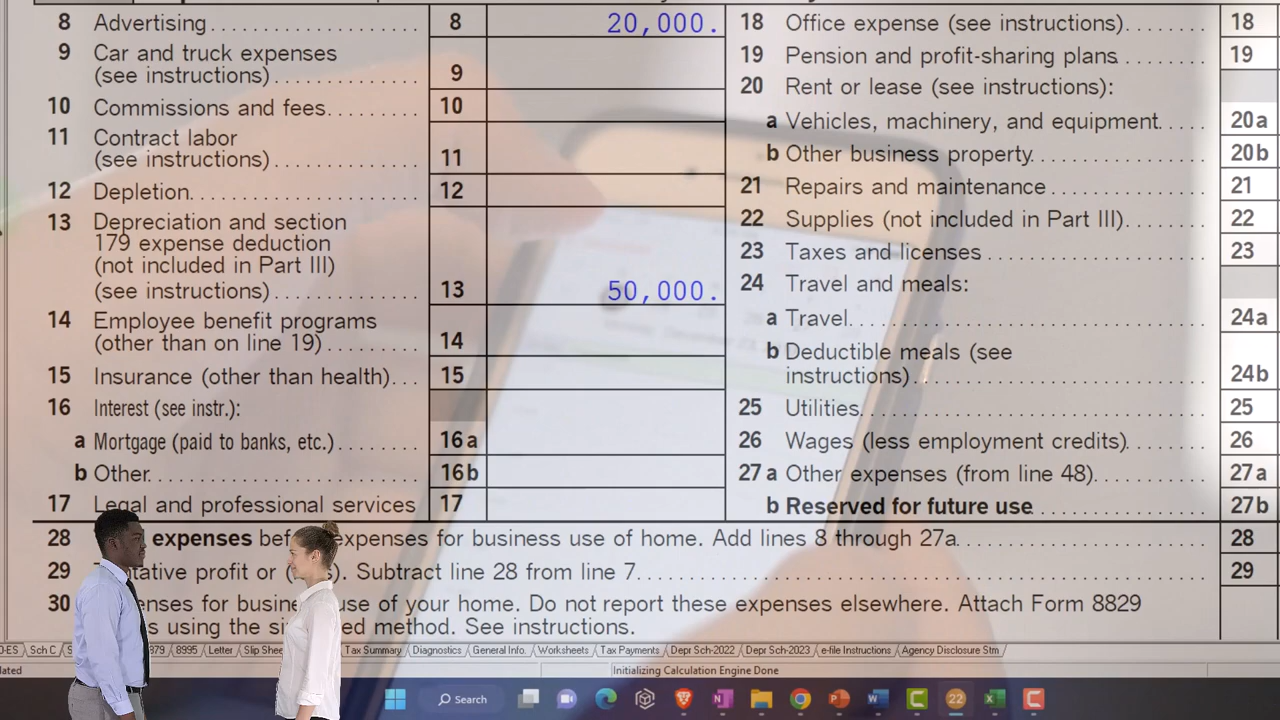 8 Advertising 8 20,000.
9 Car and truck expenses
(see instructions) 9
10 Commissions and fees 10
11 Contract labor
(see instructions) 11
12 Depletion 12
13 Depreciation and section
179 expense deduction
(not included in Part III)
(see instructions) 13 50,000.
14 Employee benefit programs
(other than on line 19) 14
15 Insurance (other than health) 15
16 Interest (see instr.):
a Mortgage (paid to banks, etc.) 16a
b Other 16b
17 Legal and professional services 17
18 Office expense (see instructions) 18
19 Pension and profit-sharing plans 19
20 Rent or lease (see instructions):
a Vehicles, machinery, and equipment 20a
b Other business property 20b
21 Repairs and maintenance 21
22 Supplies (not included in Part III) 22
23 Taxes and licenses 23
24 Travel and meals:
a Travel 24a
b Deductible meals (see
instructions) 24b
25 Utilities 25
26 Wages (less employment credits) 26
27a Other expenses (from line 48) 27a
b Reserved for future use 27b
28 expenses before expenses for business use of home. Add lines 8 through 27a 28
29 Tentative profit or (loss). Subtract line 28 from line 7 29
30 use of your home. Do not report these expenses elsewhere. Attach Form 8829
using the method. See instructions.
Sch C 8995 Letter Tax Summary Diagnostics General Info. Worksheets Tax Payments Depr Sch-2022 Depr Sch-2023 e-file Instructions Agency Disclosure Stm
Initializing Calculation Engine Done
Search
22